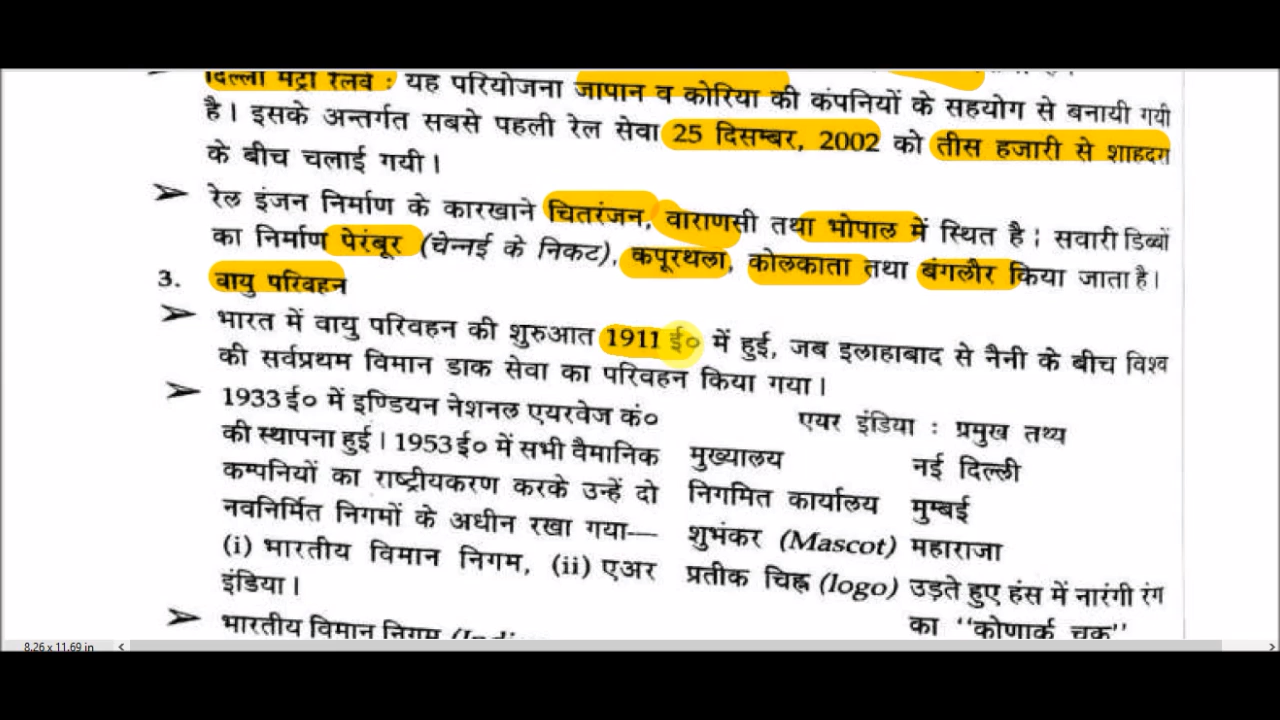 दिल्ली मेट्रो रेलवे : यह परियोजना जापान व कोरिया की कंपनियों के सहयोग से बनायी गयी
है। इसके अन्तर्गत सबसे पहली रेल सेवा 25 दिसम्बर, 2002 को तीस हजारी से शाहदरा
के बीच चलाई गयी।
➢ रेल इंजन निर्माण के कारखाने चितरंजन, वाराणसी तथा भोपाल में स्थित है; सवारी डिब्बों
का निर्माण पेरंबूर (चेन्नई के निकट), कपूरथला, कोलकाता तथा बंगलौर किया जाता है।
3. वायु परिवहन
➢ भारत में वायु परिवहन की शुरुआत 1911 ई० में हुई, जब इलाहाबाद से नैनी के बीच विश्व
की सर्वप्रथम विमान डाक सेवा का परिवहन किया गया।
➢ 1933 ई० में इण्डियन नेशनल एयरवेज कं०
की स्थापना हुई। 1953 ई० में सभी वैमानिक
कम्पनियों का राष्ट्रीयकरण करके उन्हें दो
नवनिर्मित निगमों के अधीन रखा गया—
(i) भारतीय विमान निगम, (ii) एअर
इंडिया।
➢ भारतीय विमान निगम
एयर इंडिया : प्रमुख तथ्य
मुख्यालय नई दिल्ली
निगमित कार्यालय मुम्बई
शुभंकर (Mascot) महाराजा
प्रतीक चिह्न (logo) उड़ते हुए हंस में नारंगी रंग
का "कोणार्क चक्र"
8.26 x 11.69 in